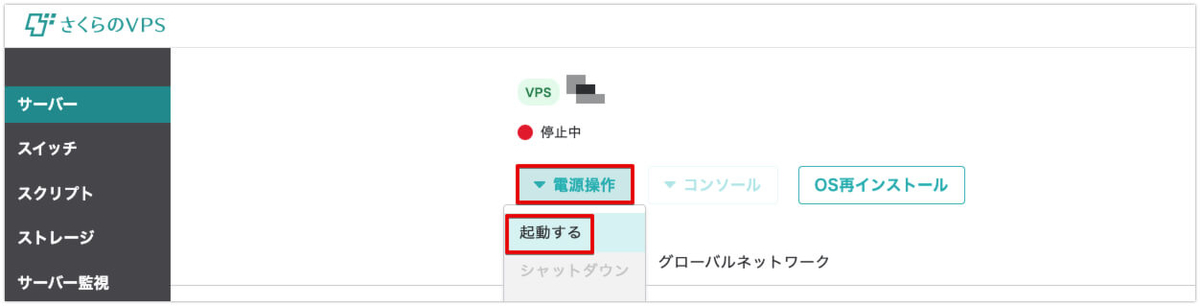 さくらのVPS
サーバー
スイッチ
スクリプト
ストレージ
サーバー監視
VPS
停止中
電源操作
コンソール
OS再インストール
起動する
シャットダウン
グローバルネットワーク